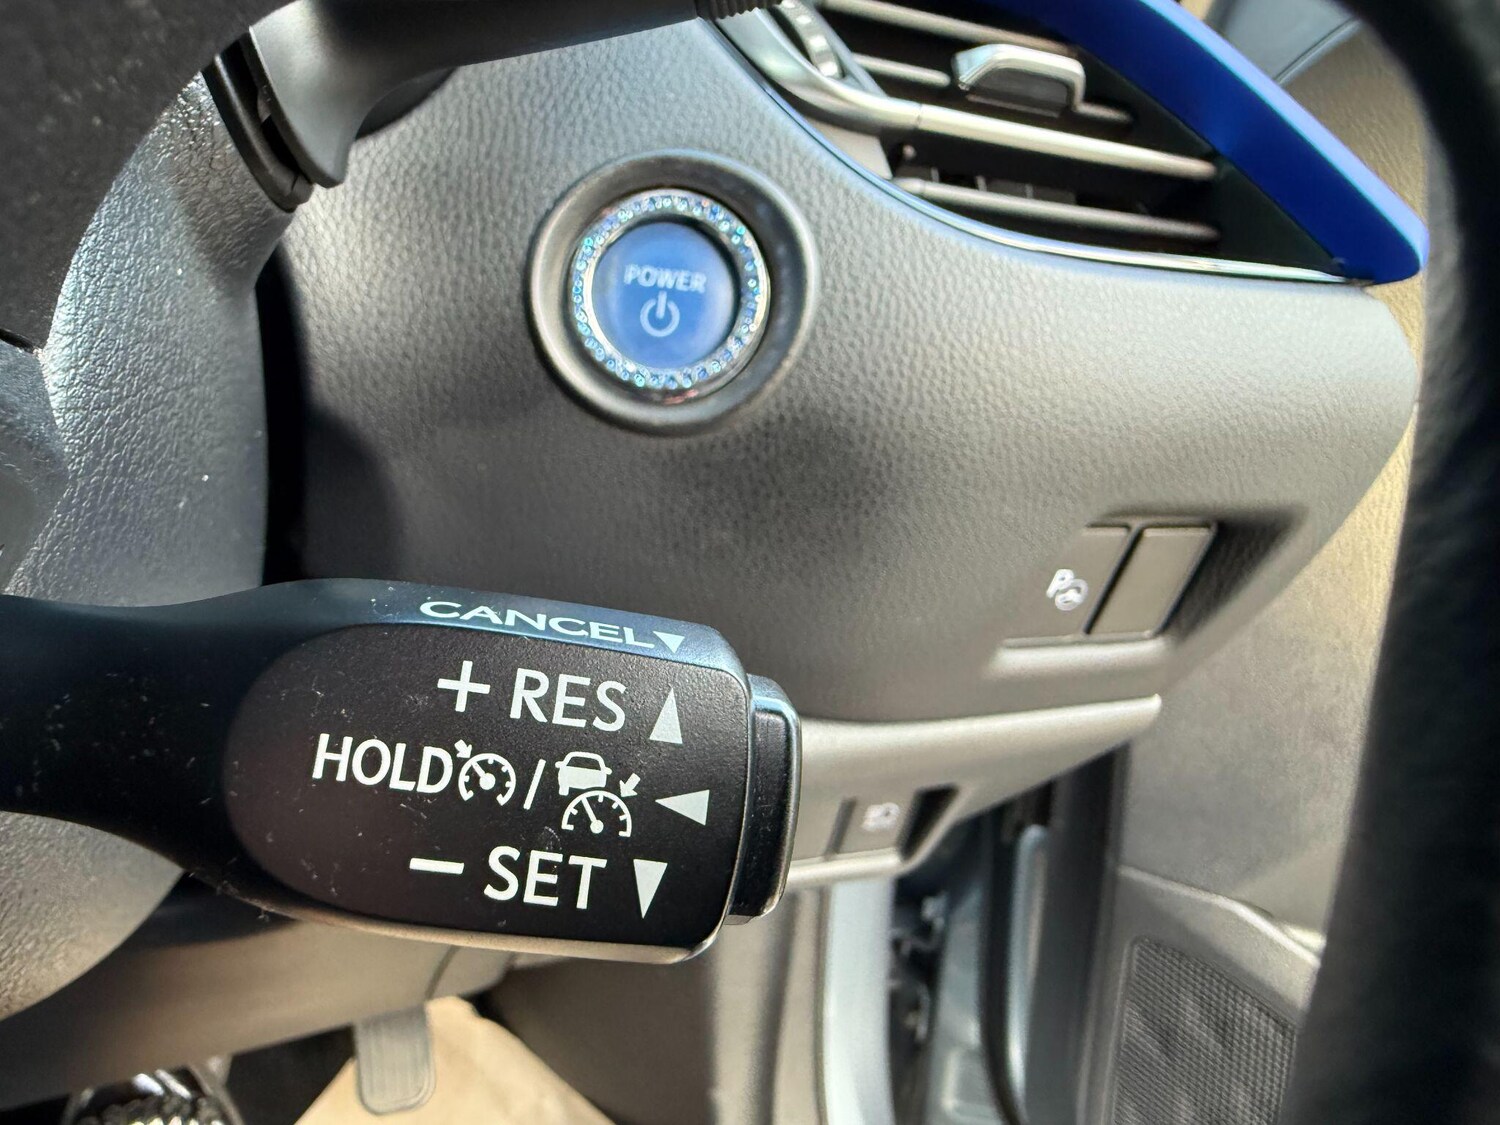 POWER
P
CANCEL
+ RES
HOLD /
− SET